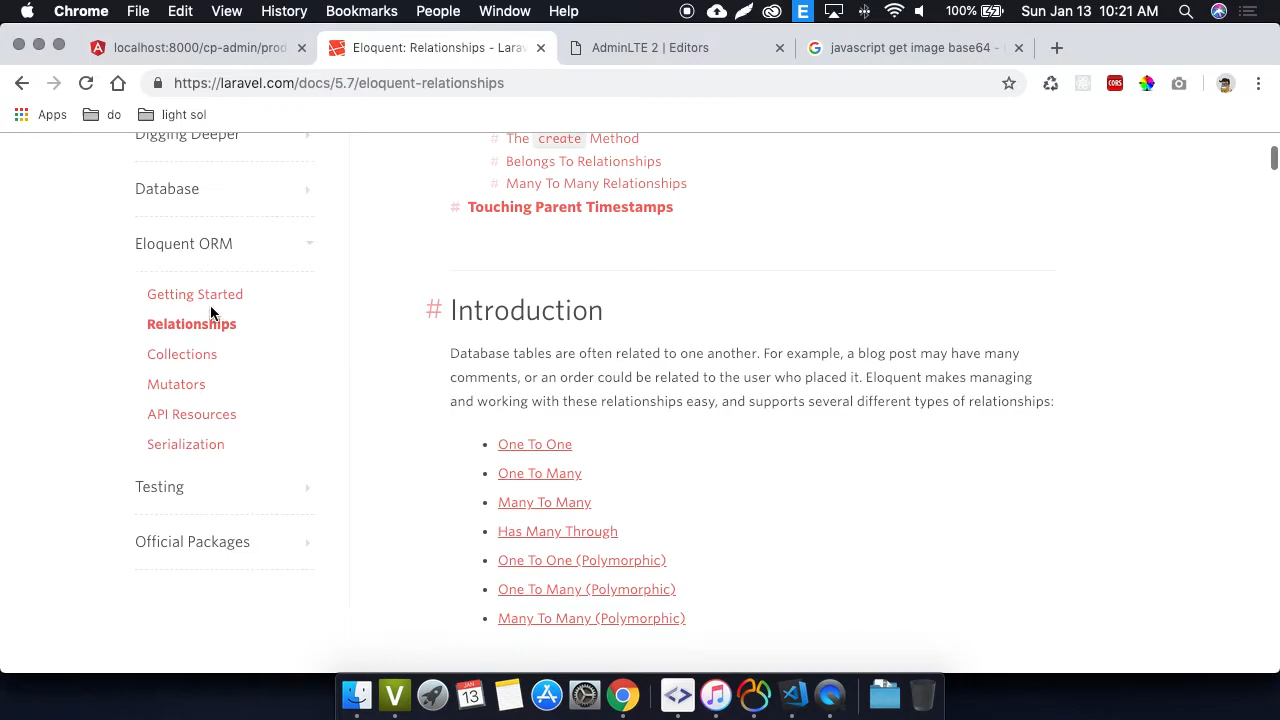 Chrome File Edit View History Bookmarks People Window Help 100% Sun Jan 13 10:21 AM
localhost:8000/cp-admin/prod
Eloquent: Relationships - Lara
AdminLTE 2 | Editors
javascript get image base64 -
https://laravel.com/docs/5.7/eloquent-relationships
CORS
Apps do light sol
Digging Deeper
Database
Eloquent ORM
Getting Started
Relationships
Collections
Mutators
API Resources
Serialization
Testing
Official Packages
# The create Method
# Belongs To Relationships
# Many To Many Relationships
# Touching Parent Timestamps
# Introduction
Database tables are often related to one another. For example, a blog post may have many
comments, or an order could be related to the user who placed it. Eloquent makes managing
and working with these relationships easy, and supports several different types of relationships:
• One To One
• One To Many
• Many To Many
• Has Many Through
• One To One (Polymorphic)
• One To Many (Polymorphic)
• Many To Many (Polymorphic)
JAN
13